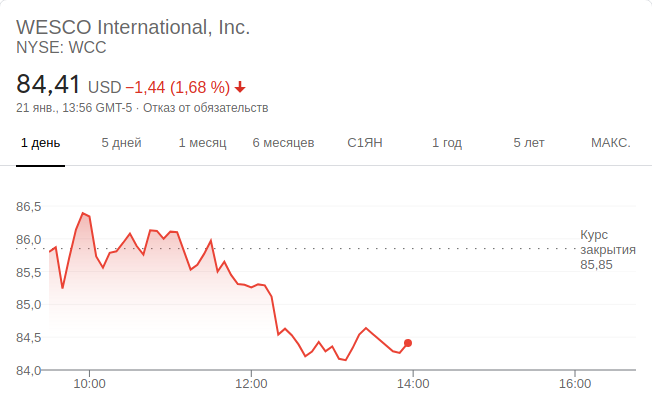 WESCO International, Inc.
NYSE: WCC
84,41 USD −1,44 (1,68 %)
21 янв., 13:56 GMT-5 · Отказ от обязательств
1 день 5 дней 1 месяц 6 месяцев С1ЯН 1 год 5 лет МАКС.
86,5
86,0
85,5
85,0
84,5
84,0
Курс
закрытия
85,85
10:00 12:00 14:00 16:00